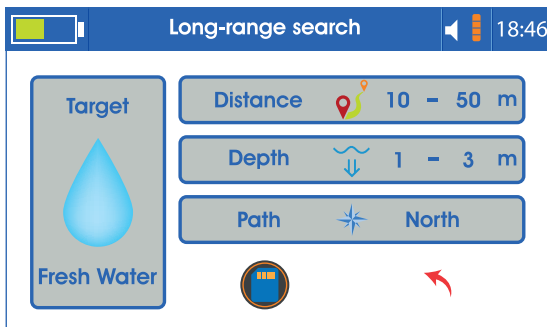 Long-range search
18:46
Target
Fresh Water
Distance 10 - 50 m
Depth 1 - 3 m
Path North